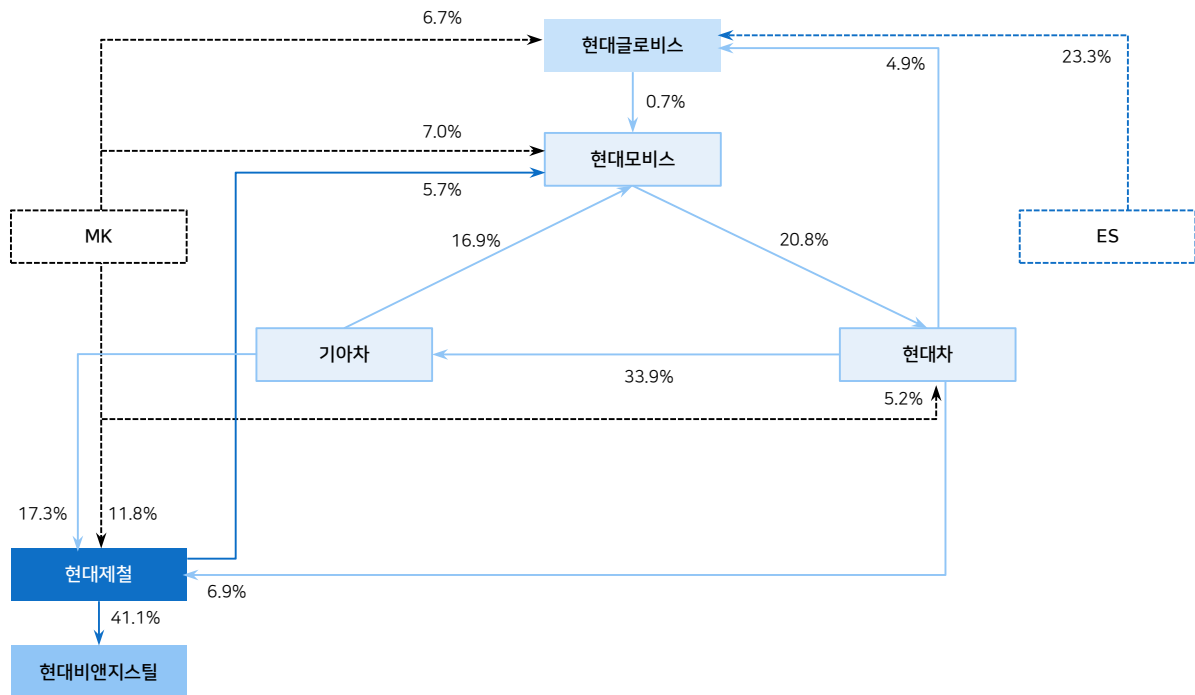 6.7%
현대글로비스
4.9%
23.3%
0.7%
7.0%
현대모비스
5.7%
MK
16.9%
20.8%
ES
기아차
현대차
33.9%
5.2%
17.3%
11.8%
현대제철
6.9%
41.1%
현대비앤지스틸